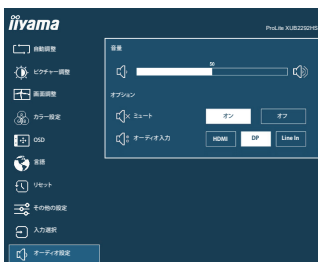 iiyama
ProLite XUB2292HS
自動調整
ピクチャー調整
画面調整
カラー設定
OSD
言語
リセット
その他の設定
入力選択
オーディオ設定
音量
50
オプション
ミュート
オン
オフ
オーディオ入力
HDMI
DP
Line In